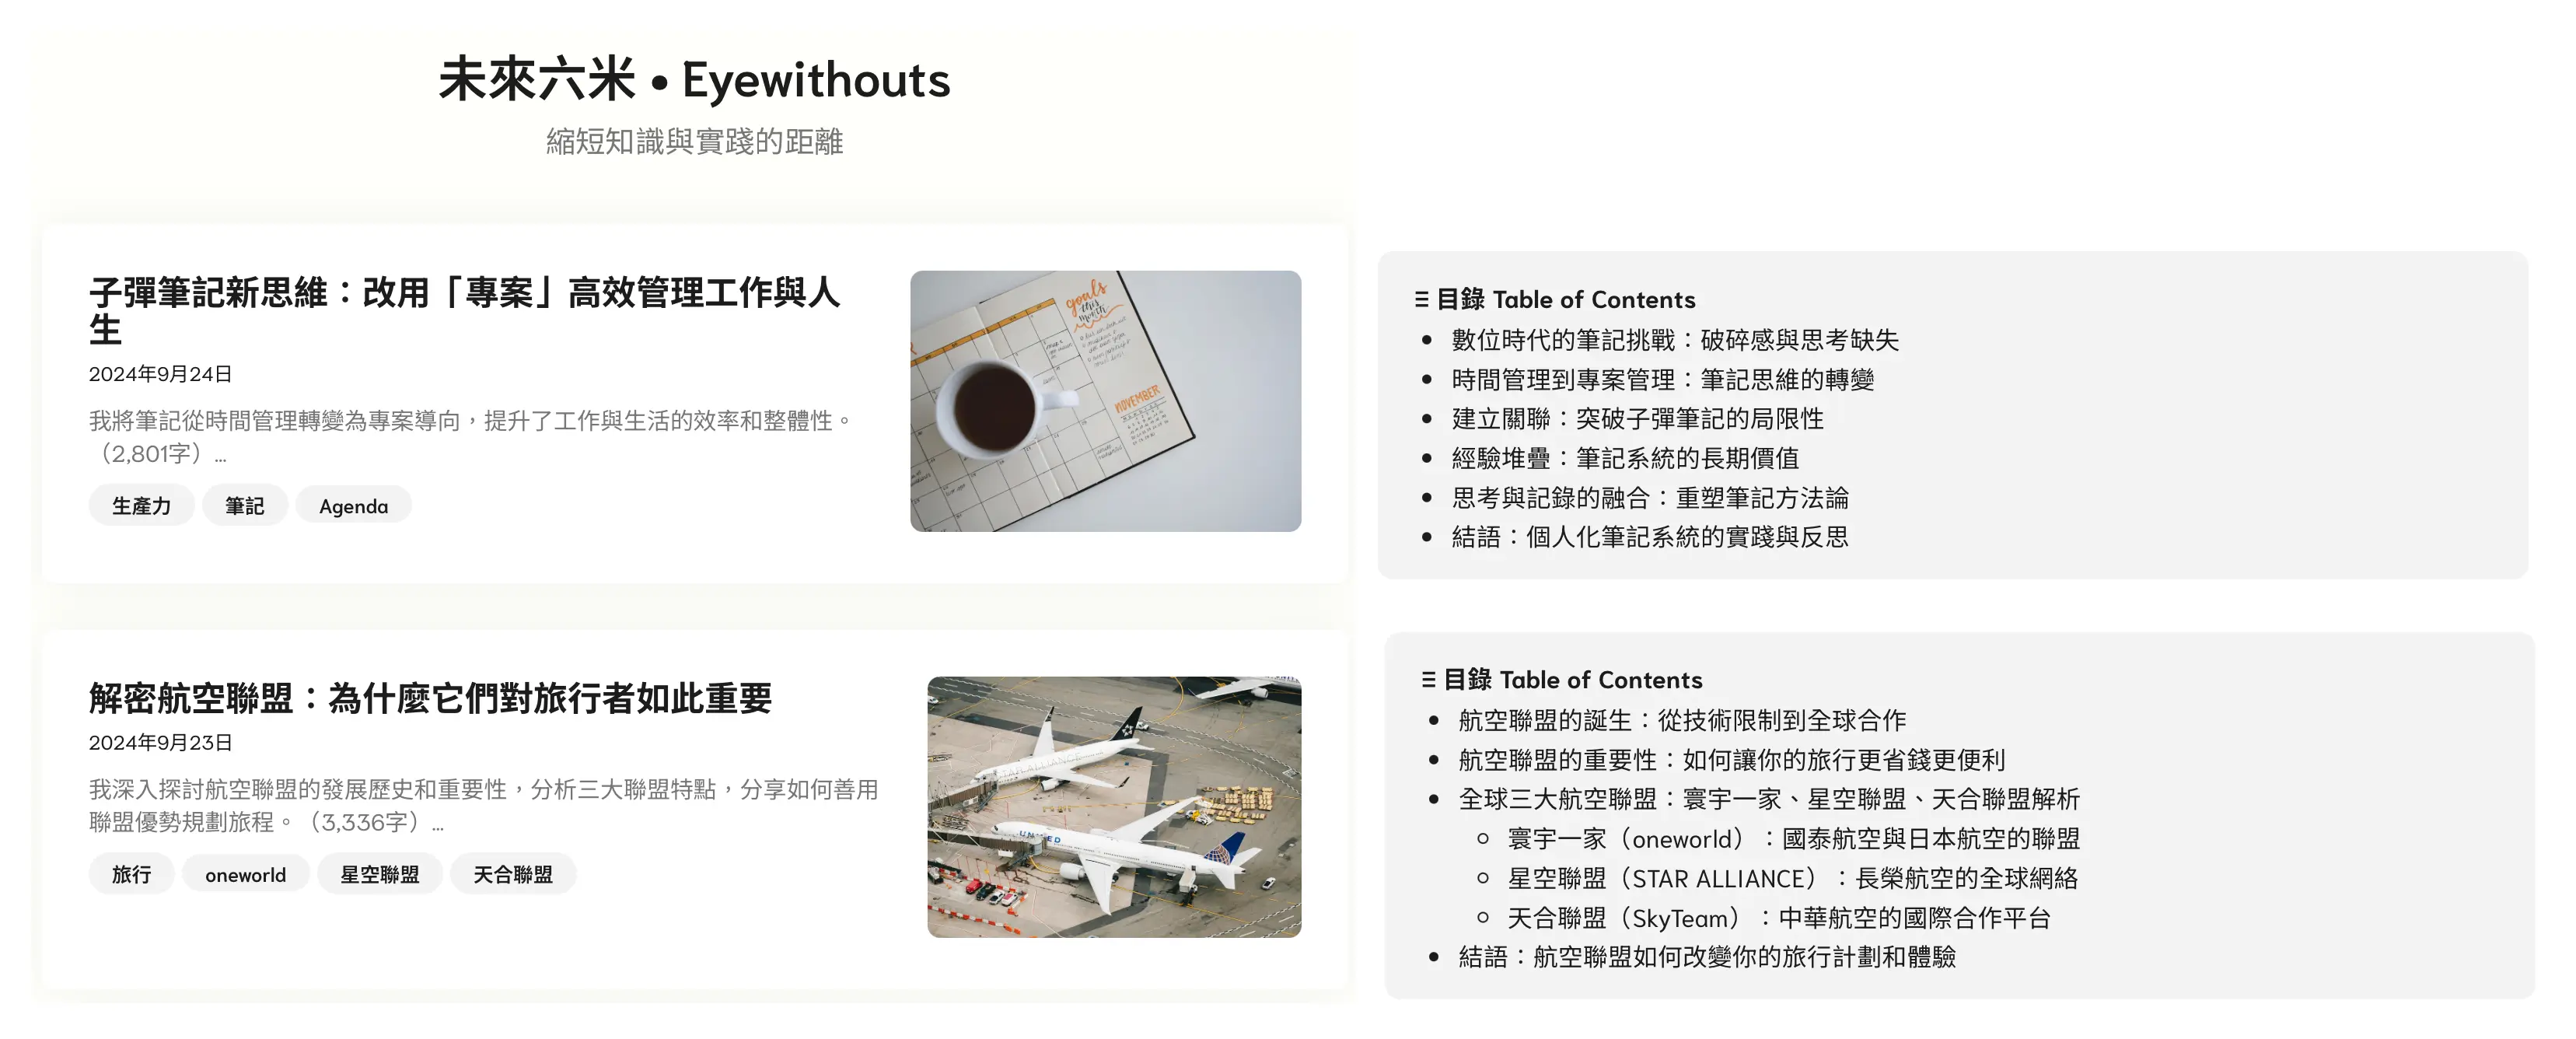 未來六米 • Eyewithouts
縮短知識與實踐的距離
子彈筆記新思維：改用「專案」高效管理工作與人
生
2024年9月24日
我將筆記從時間管理轉變為專案導向，提升了工作與生活的效率和整體性。
（2,801字）...
生產力
筆記
Agenda
goals
this
month
NOVEMBER
☰ 目錄 Table of Contents
• 數位時代的筆記挑戰：破碎感與思考缺失
• 時間管理到專案管理：筆記思維的轉變
• 建立關聯：突破子彈筆記的局限性
• 經驗堆疊：筆記系統的長期價值
• 思考與記錄的融合：重塑筆記方法論
• 結語：個人化筆記系統的實踐與反思
解密航空聯盟：為什麼它們對旅行者如此重要
2024年9月23日
我深入探討航空聯盟的發展歷史和重要性，分析三大聯盟特點，分享如何善用
聯盟優勢規劃旅程。（3,336字）...
旅行
oneworld
星空聯盟
天合聯盟
UNITED
☰ 目錄 Table of Contents
• 航空聯盟的誕生：從技術限制到全球合作
• 航空聯盟的重要性：如何讓你的旅行更省錢更便利
• 全球三大航空聯盟：寰宇一家、星空聯盟、天合聯盟解析
◦ 寰宇一家（oneworld）：國泰航空與日本航空的聯盟
◦ 星空聯盟（STAR ALLIANCE）：長榮航空的全球網絡
◦ 天合聯盟（SkyTeam）：中華航空的國際合作平台
• 結語：航空聯盟如何改變你的旅行計劃和體驗